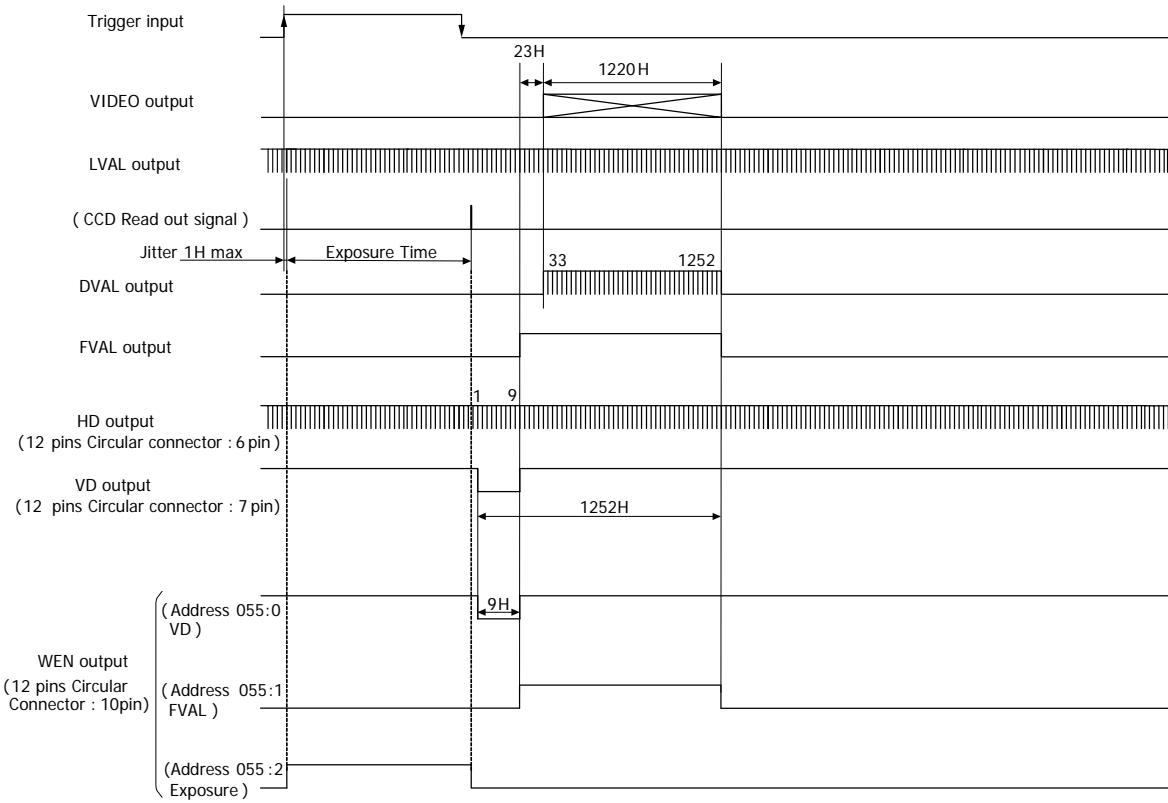 Trigger input
23H
1220H
VIDEO output
LVAL output
( CCD Read out signal )
Jitter 1H max
Exposure Time
33
1252
DVAL output
FVAL output
1
9
HD output
(12 pins Circular connector : 6 pin)
VD output
(12 pins Circular connector : 7 pin)
1252H
9H
(Address 055:0
VD )
WEN output
(12 pins Circular
Connector : 10pin)
(Address 055:1
FVAL )
(Address 055 :2
Exposure )